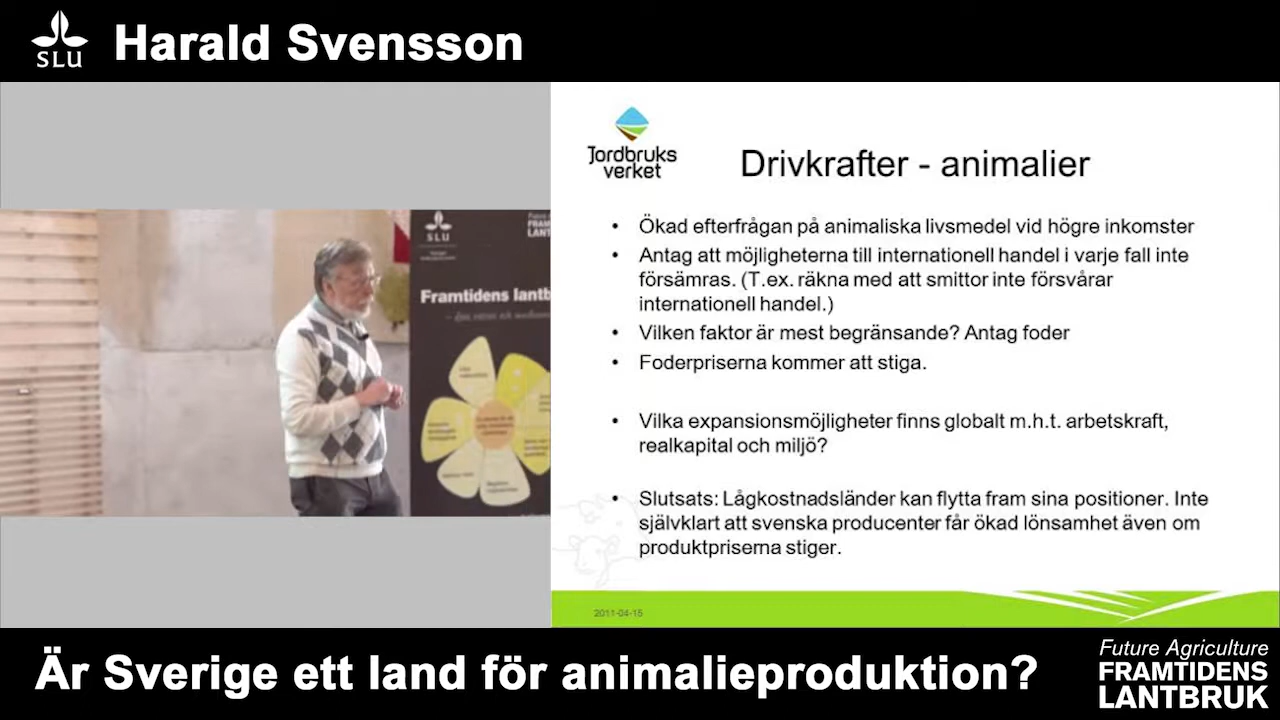 SLU
Harald Svensson
SLU
FRAM
LANT
Framtidens lantb
Jordbruks
verket
Drivkrafter - animalier
• Ökad efterfrågan på animaliska livsmedel vid högre inkomster
• Antag att möjligheterna till internationell handel i varje fall inte
försämras. (T.ex. räkna med att smittor inte försvårar
internationell handel.)
• Vilken faktor är mest begränsande? Antag foder
• Foderpriserna kommer att stiga.
• Vilka expansionsmöjligheter finns globalt m.h.t. arbetskraft,
realkapital och miljö?
• Slutsats: Lågkostnadsländer kan flytta fram sina positioner. Inte
självklart att svenska producenter får ökad lönsamhet även om
produktpriserna stiger.
2011-04-15
Är Sverige ett land för animalieproduktion?
Future Agriculture
FRAMTIDENS
LANTBRUK